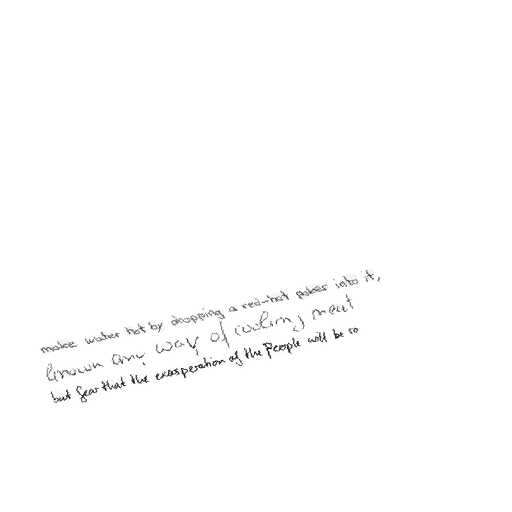 make water hot by dropping a red-hot poker into it,
known any way of cooking meat
but fear that the exasperation of the People will be so